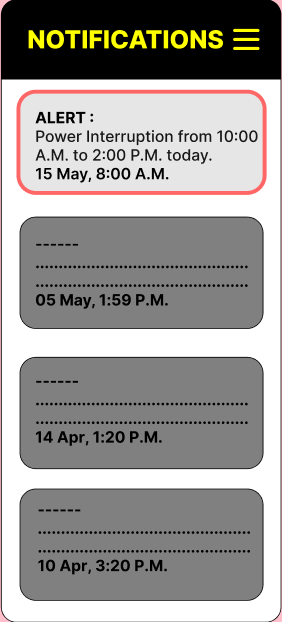 NOTIFICATIONS
ALERT :
Power Interruption from 10:00
A.M. to 2:00 P.M. today.
15 May, 8:00 A.M.
------
................................................
................................................
05 May, 1:59 P.M.
------
................................................
................................................
14 Apr, 1:20 P.M.
------
................................................
................................................
10 Apr, 3:20 P.M.